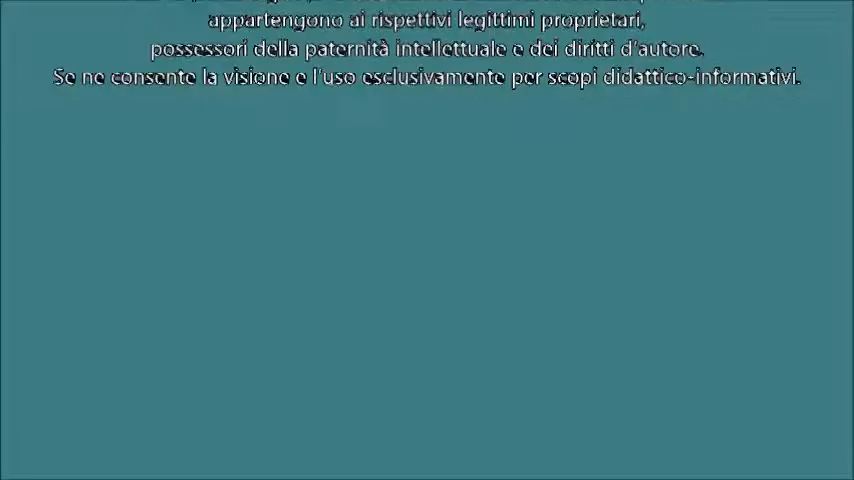 appartengono ai rispettivi legittimi proprietari,
possessori della paternità intellettuale e dei diritti d'autore.
Se ne consente la visione e l'uso esclusivamente per scopi didattico-informativi.